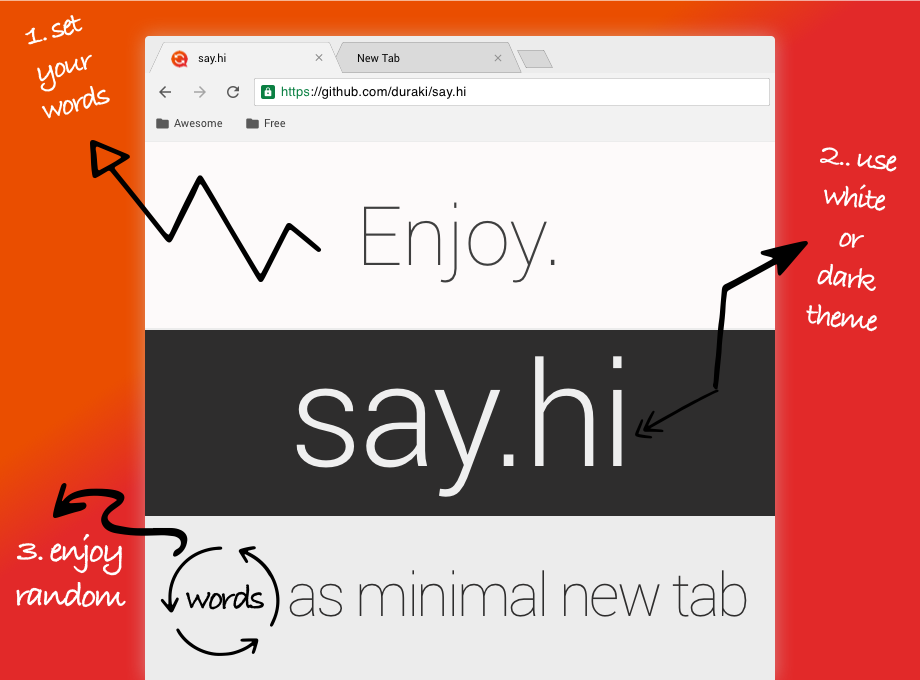 1. set
your
words
say.hi
New Tab
https://github.com/duraki/say.hi
Awesome
Free
Enjoy.
2.. use
white
or
dark
theme
say.hi
3. enjoy
random
words
as minimal new tab